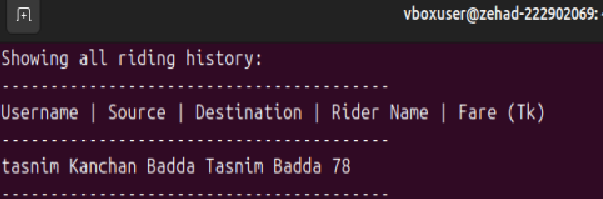 vboxuser@zehad-222902069:
Showing all riding history:
----------------------------------------
Username | Source | Destination | Rider Name | Fare (Tk)
----------------------------------------
tasnim Kanchan Badda Tasnim Badda 78
----------------------------------------